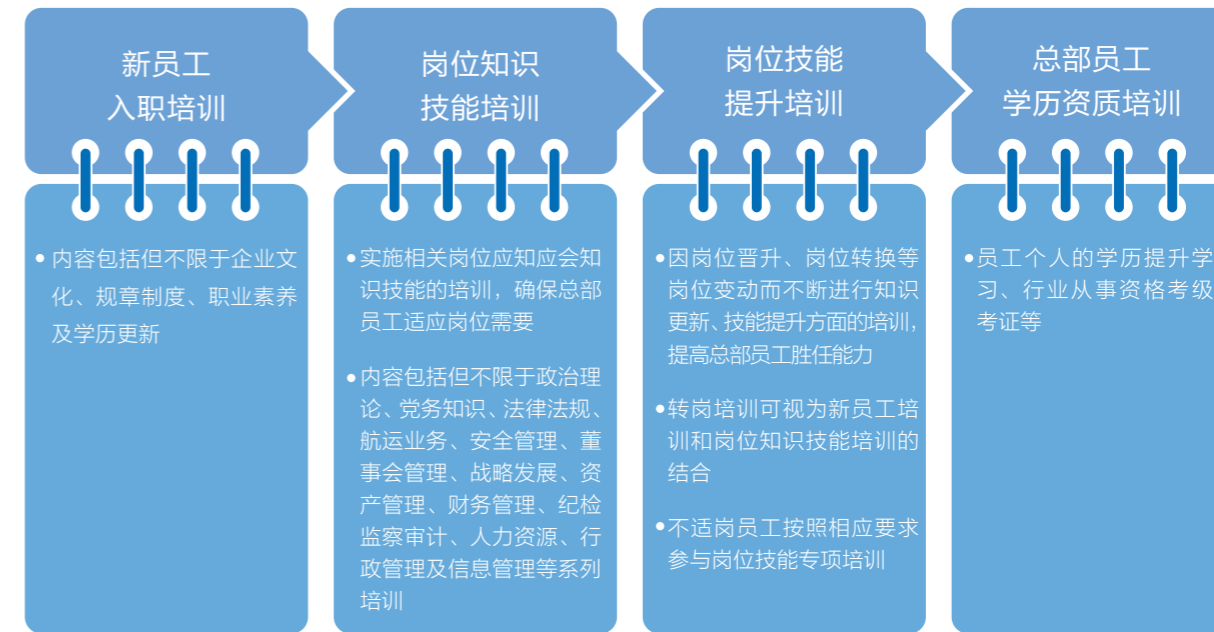 新员工
入职培训
• 内容包括但不限于企业文
化、规章制度、职业素养
及学历更新
岗位知识
技能培训
•实施相关岗位应知应会知
识技能的培训，确保总部
员工适应岗位需要
•内容包括但不限于政治理
论、党务知识、法律法规、
航运业务、安全管理、董
事会管理、战略发展、资
产管理、财务管理、纪检
监察审计、人力资源、行
政管理及信息管理等系列
培训
岗位技能
提升培训
•因岗位晋升、岗位转换等
岗位变动而不断进行知识
更新、技能提升方面的培训，
提高总部员工胜任能力
•转岗培训可视为新员工培
训和岗位知识技能培训的
结合
•不适岗员工按照相应要求
参与岗位技能专项培训
总部员工
学历资质培训
•员工个人的学历提升学
习、行业从事资格考级
考证等